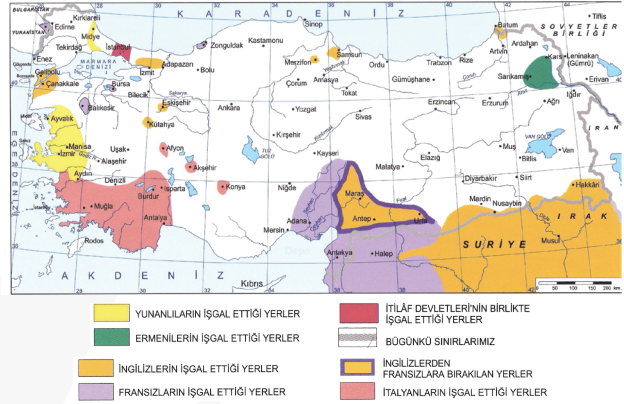 BULGARİSTAN
KARADENİZ
Tiflis
Kırklareli
Sinop
SOVYETLER BİRLİĞİ
Edirne
YUNANİSTAN
Midye
Batum
Zonguldak
Kastamonu
Artvin
Ardahan
Tekirdağ
İstanbul
Samsun
Trabzon
Rize
Kars
Leninakan (Gümrü)
Enez
MARMARA DENİZİ
İzmit
Adapazarı
Bolu
Merzifon
Ordu
Gelibolu
Çorum
Amasya
Gümüşhane
Sarıkamış
Erivan
Çanakkale
Bursa
Bilecik
Tokat
Iğdır
Balıkesir
Eskişehir
Ankara
Yozgat
Sivas
Erzincan
Erzurum
Ağrı
Kütahya
Ayvalık
Kırşehir
İRAN
Manisa
Uşak
Afyon
TUZ GÖLÜ
Kayseri
Elazığ
Muş
VAN GÖLÜ
Van
İzmir
Alaşehir
Akşehir
Malatya
Bitlis
Aydın
Denizli
Isparta
Konya
Niğde
Diyarbakır
Siirt
Hakkâri
Burdur
Maraş
Mardin
Nusaybin
Muğla
Antalya
Adana
Antep
Urfa
IRAK
Mersin
Rodos
Antakya
Halep
SURİYE
Musul
AKDENİZ
Kıbrıs
YUNANLILARIN İŞGAL ETTİĞİ YERLER
ERMENİLERİN İŞGAL ETTİĞİ YERLER
İNGİLİZLERİN İŞGAL ETTİĞİ YERLER
FRANSIZLARIN İŞGAL ETTİĞİ YERLER
İTİLÂF DEVLETLERİ'NİN BİRLİKTE
İŞGAL ETTİĞİ YERLER
BUGÜNKÜ SINIRLARIMIZ
İNGİLİZLERDEN
FRANSIZLARA BIRAKILAN YERLER
İTALYANLARIN İŞGAL ETTİĞİ YERLER